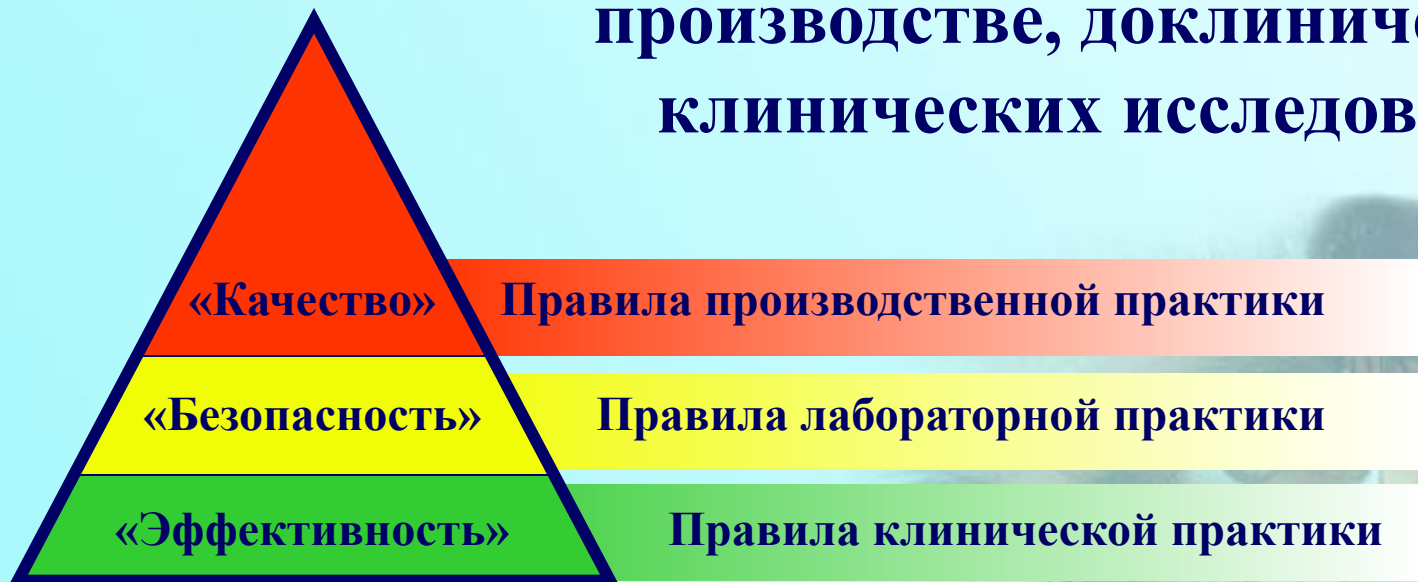 производстве, доклиниче
клинических исследов
«Качество» Правила производственной практики
«Безопасность» Правила лабораторной практики
«Эффективность» Правила клинической практики